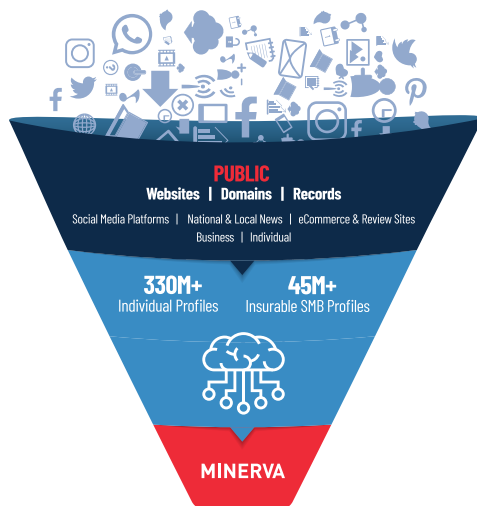 PUBLIC
Websites | Domains | Records
Social Media Platforms | National & Local News | eCommerce & Review Sites
Business | Individual
330M+ 45M+
Individual Profiles Insurable SMB Profiles
MINERVA